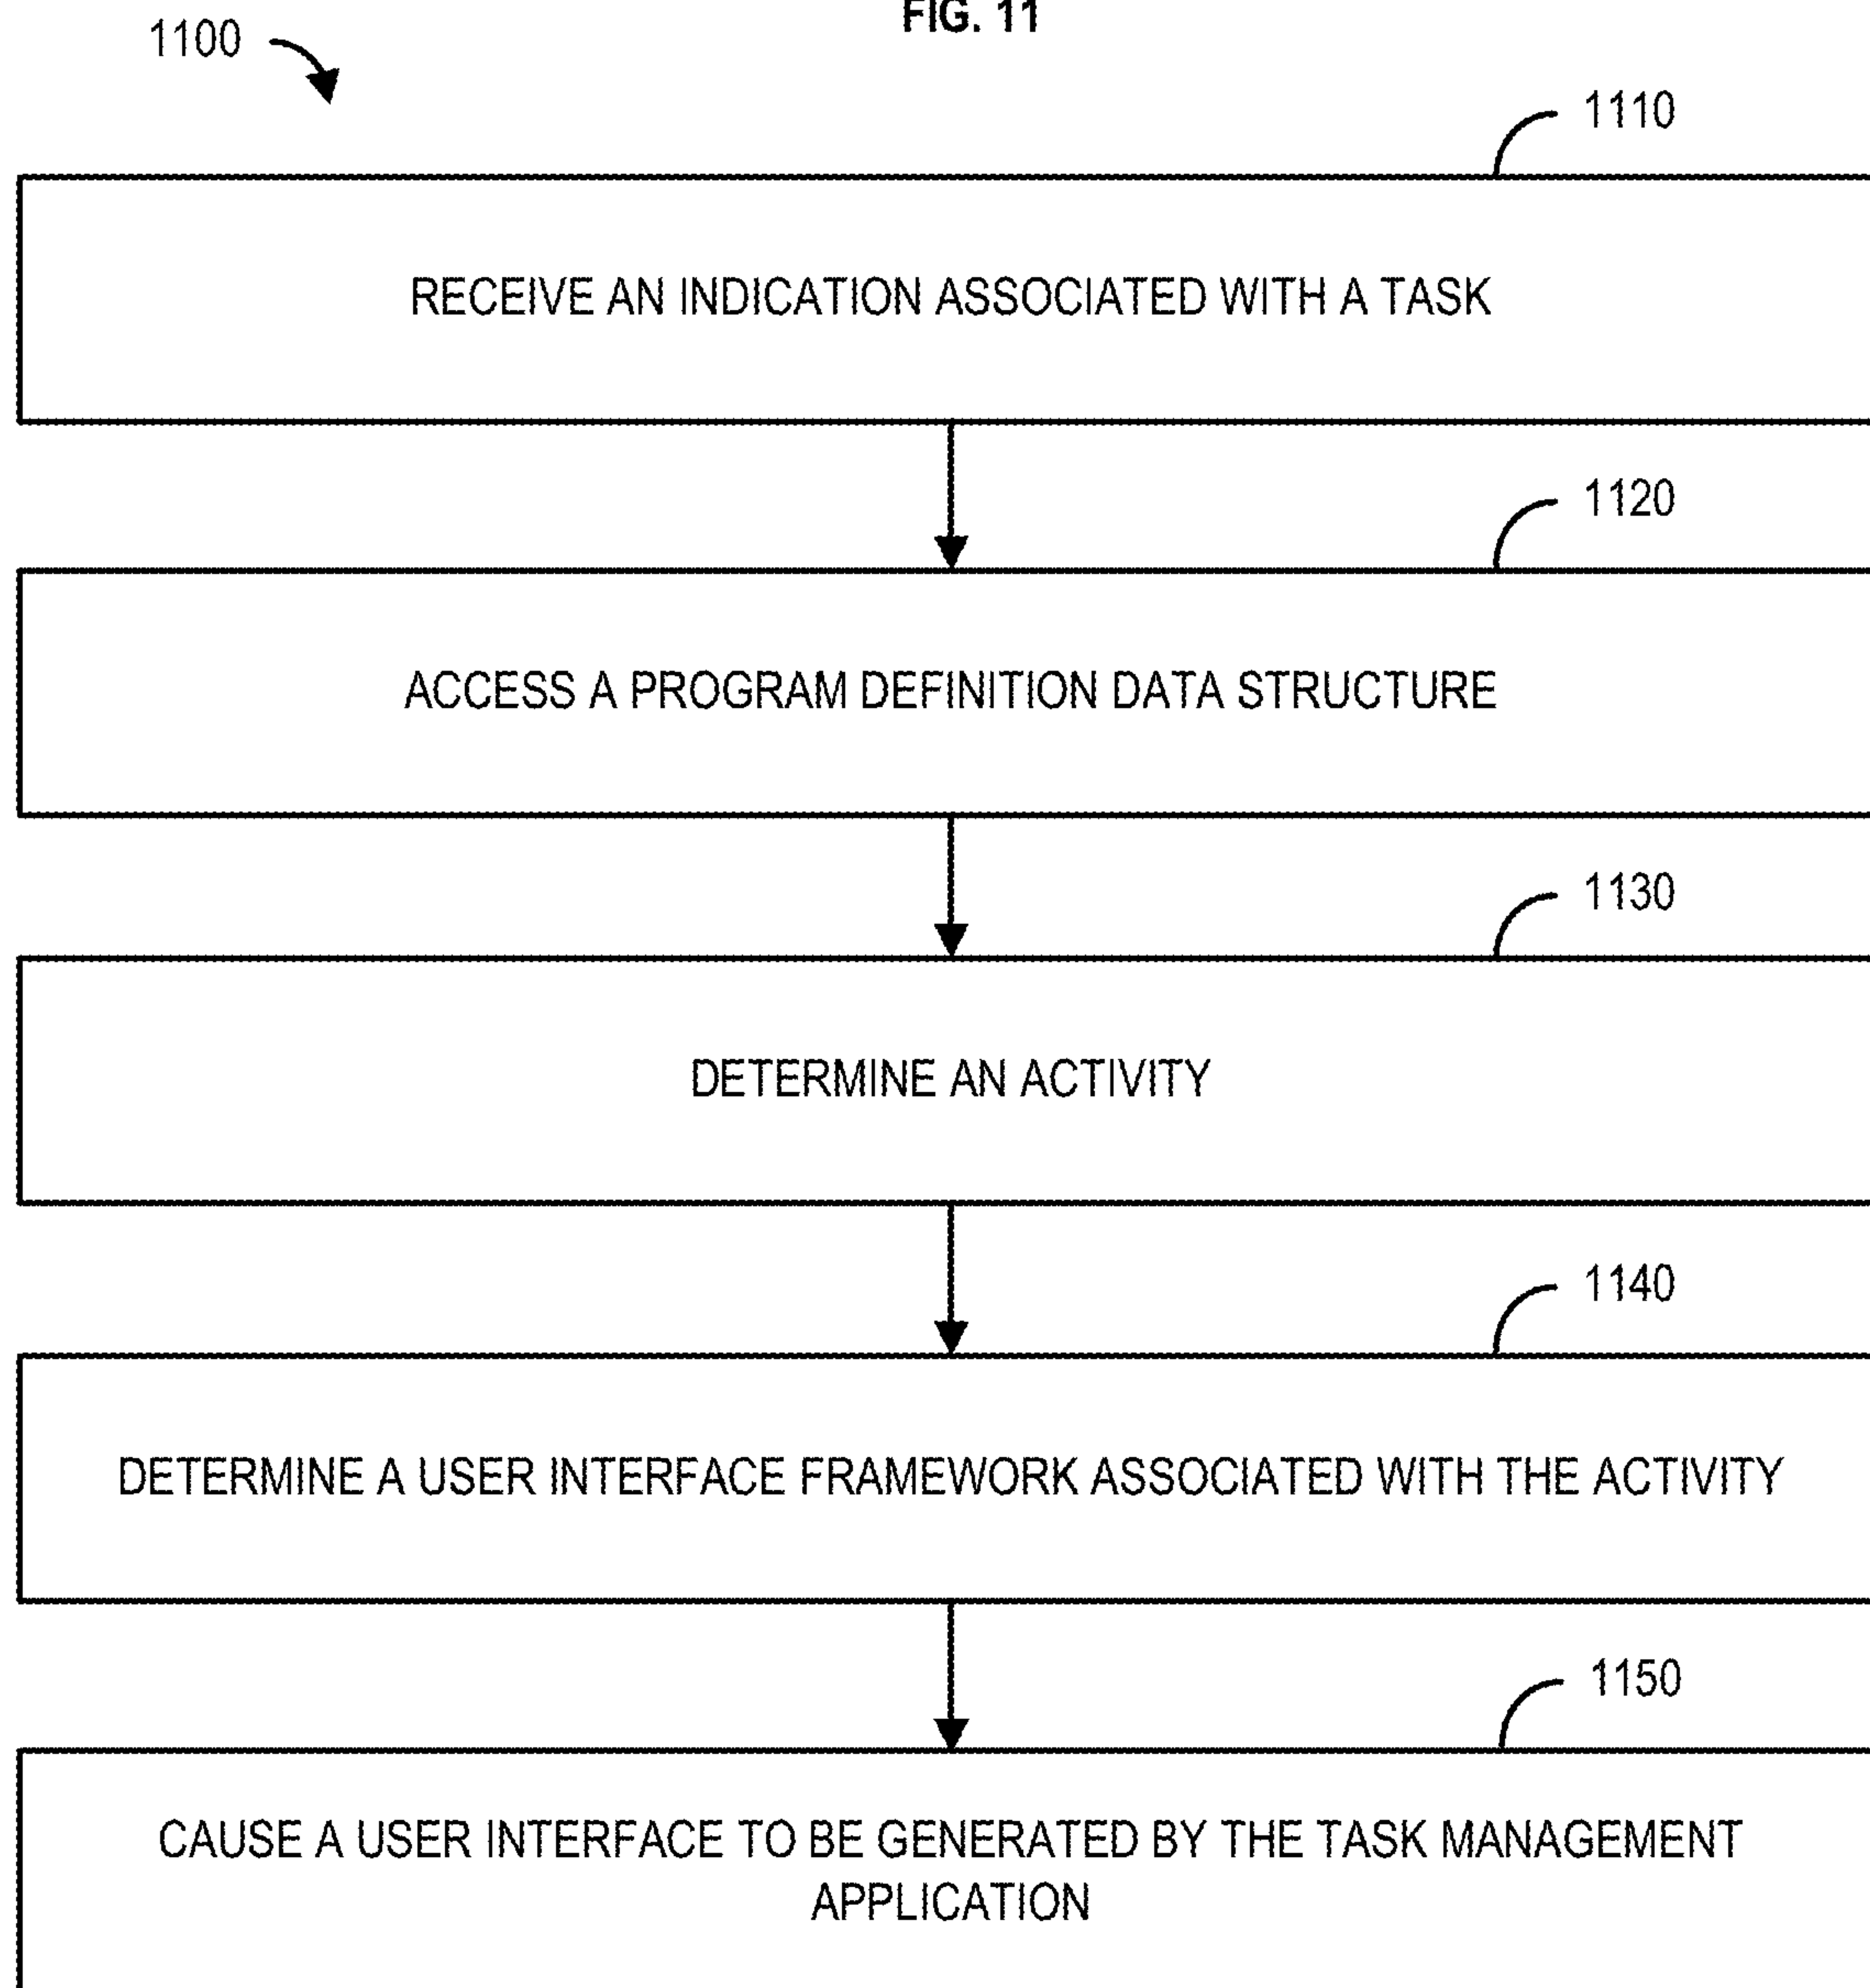 FIG. 11
1100
1110
RECEIVE AN INDICATION ASSOCIATED WITH A TASK
1120
ACCESS A PROGRAM DEFINITION DATA STRUCTURE
1130
DETERMINE AN ACTIVITY
1140
DETERMINE A USER INTERFACE FRAMEWORK ASSOCIATED WITH THE ACTIVITY
1150
CAUSE A USER INTERFACE TO BE GENERATED BY THE TASK MANAGEMENT
APPLICATION